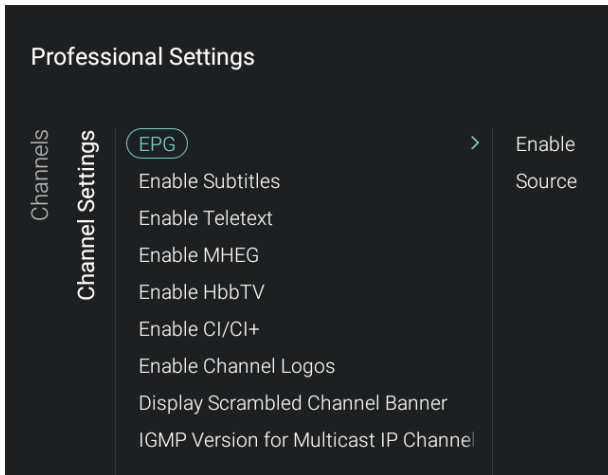 Professional Settings
Channels
Channel Settings
EPG
Enable Subtitles
Enable Teletext
Enable MHEG
Enable HbbTV
Enable CI/CI+
Enable Channel Logos
Display Scrambled Channel Banner
IGMP Version for Multicast IP Channel
Enable
Source